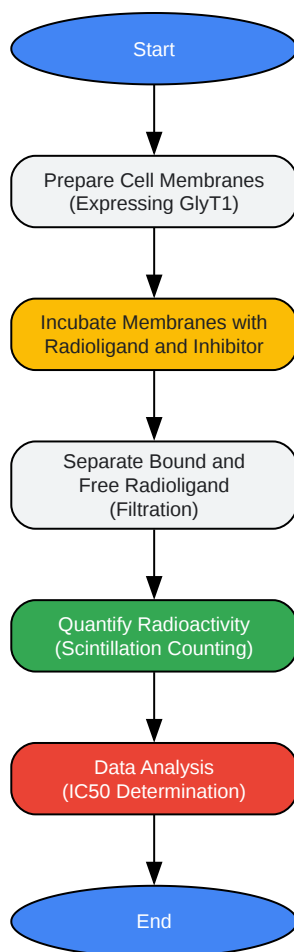 Start
Prepare Cell Membranes
(Expressing GlyT1)
Incubate Membranes with
Radioligand and Inhibitor
Separate Bound and
Free Radioligand
(Filtration)
Quantify Radioactivity
(Scintillation Counting)
Data Analysis
(IC50 Determination)
End